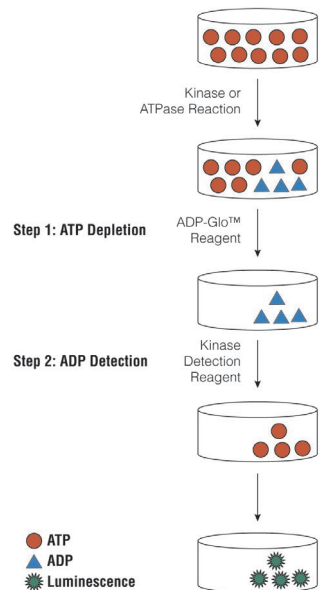 Kinase or
ATPase Reaction
Step 1: ATP Depletion
ADP-Glo™
Reagent
Step 2: ADP Detection
Kinase
Detection
Reagent
ATP
ADP
Luminescence